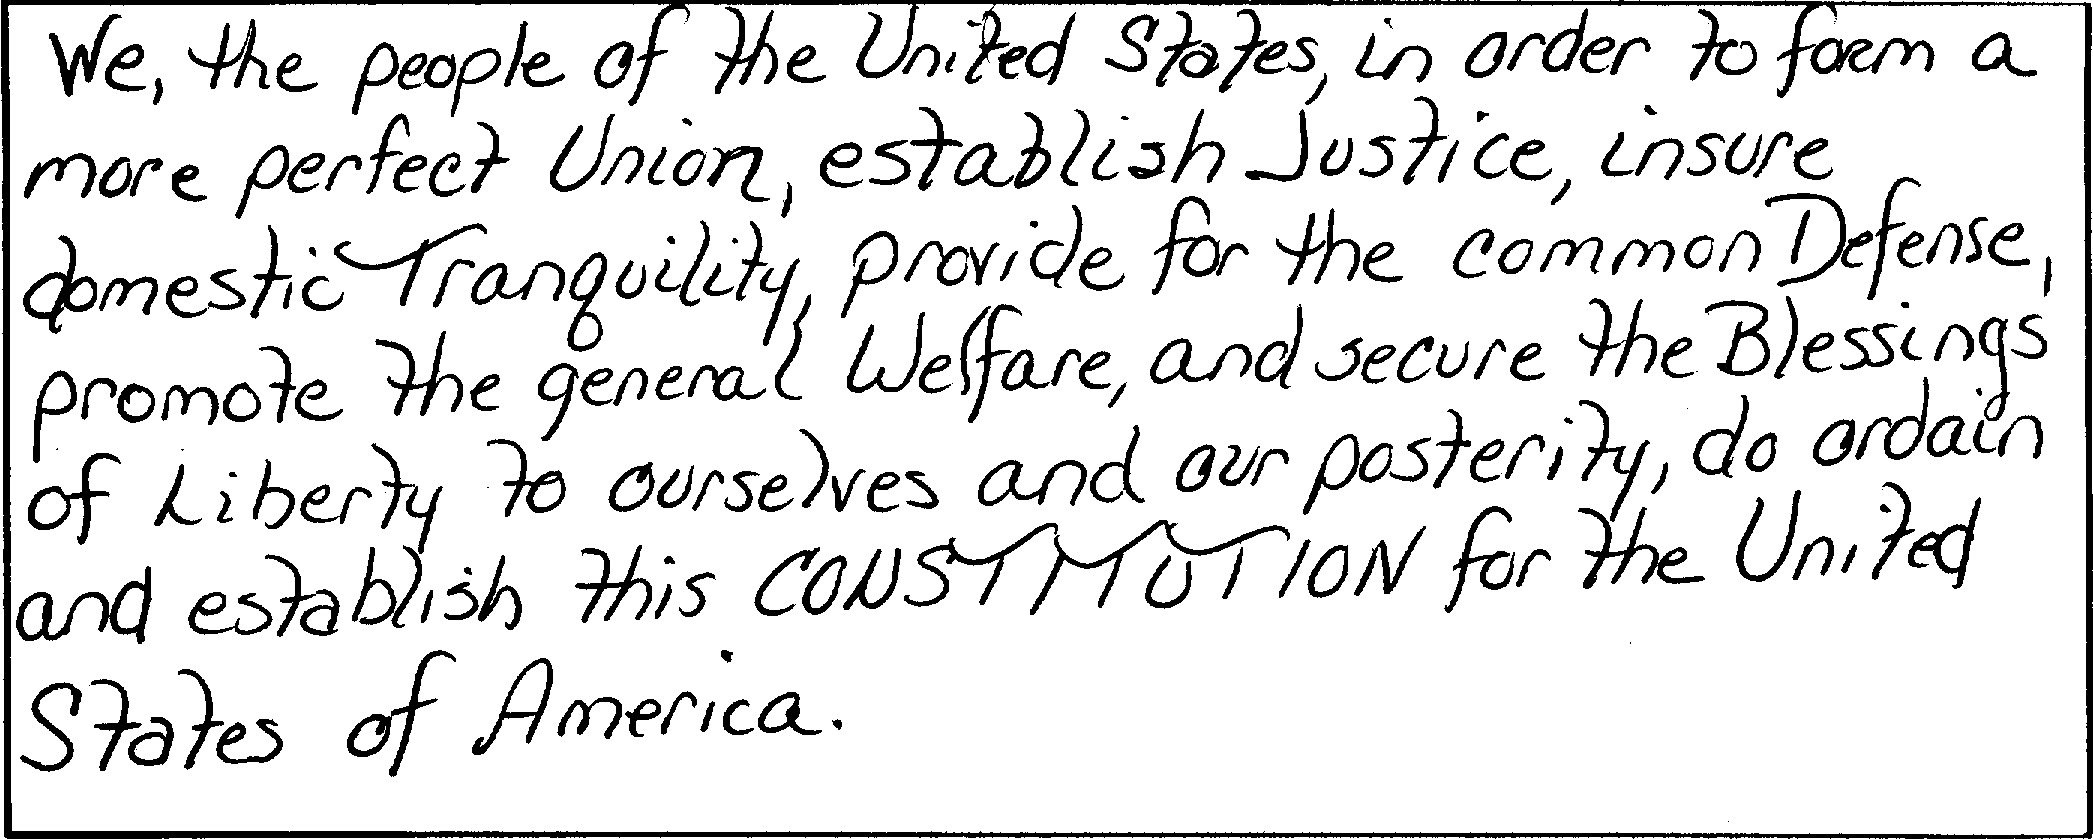 We, the people of the United States, in order to form a
more perfect Union, establish Justice, insure
domestic Tranquility, provide for the common Defense,
promote the general Welfare, and secure the Blessings
of Liberty to ourselves and our posterity, do ordain
and establish this CONSTITUTION for the United
States of America.